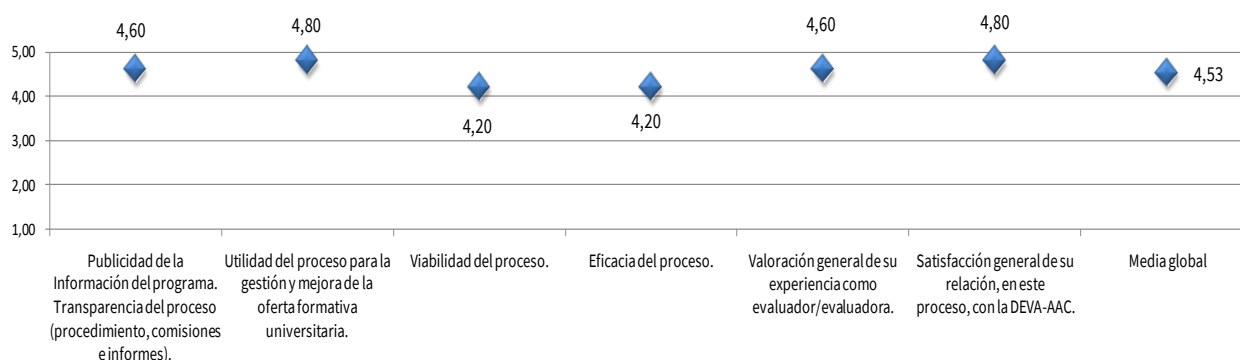 4,60
4,80
4,20
4,20
4,60
4,80
4,53
5,00
4,00
3,00
2,00
1,00
Publicidad de la
Información del programa.
Transparencia del proceso
(procedimiento, comisiones
e informes).
Utilidad del proceso para la
gestión y mejora de la
oferta formativa
universitaria.
Viabilidad del proceso.
Eficacia del proceso.
Valoración general de su
experiencia como
evaluador/evaluadora.
Satisfacción general de su
relación, en este
proceso, con la DEVA-AAC.
Media global